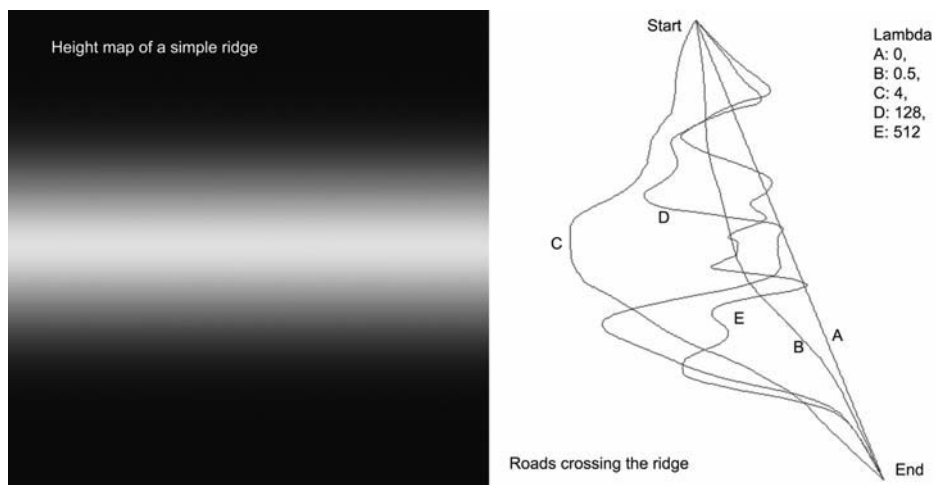 Height map of a simple ridge
Start
Lambda
A: 0,
B: 0.5,
C: 4,
D: 128,
E: 512
D
C
E
A
B
End
Roads crossing the ridge